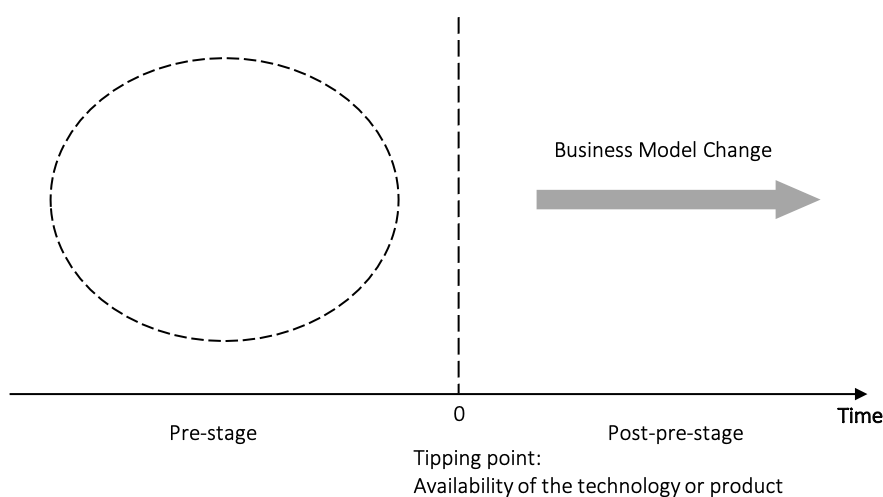 Business Model Change
0
Time
Pre-stage
Post-pre-stage
Tipping point:
Availability of the technology or product